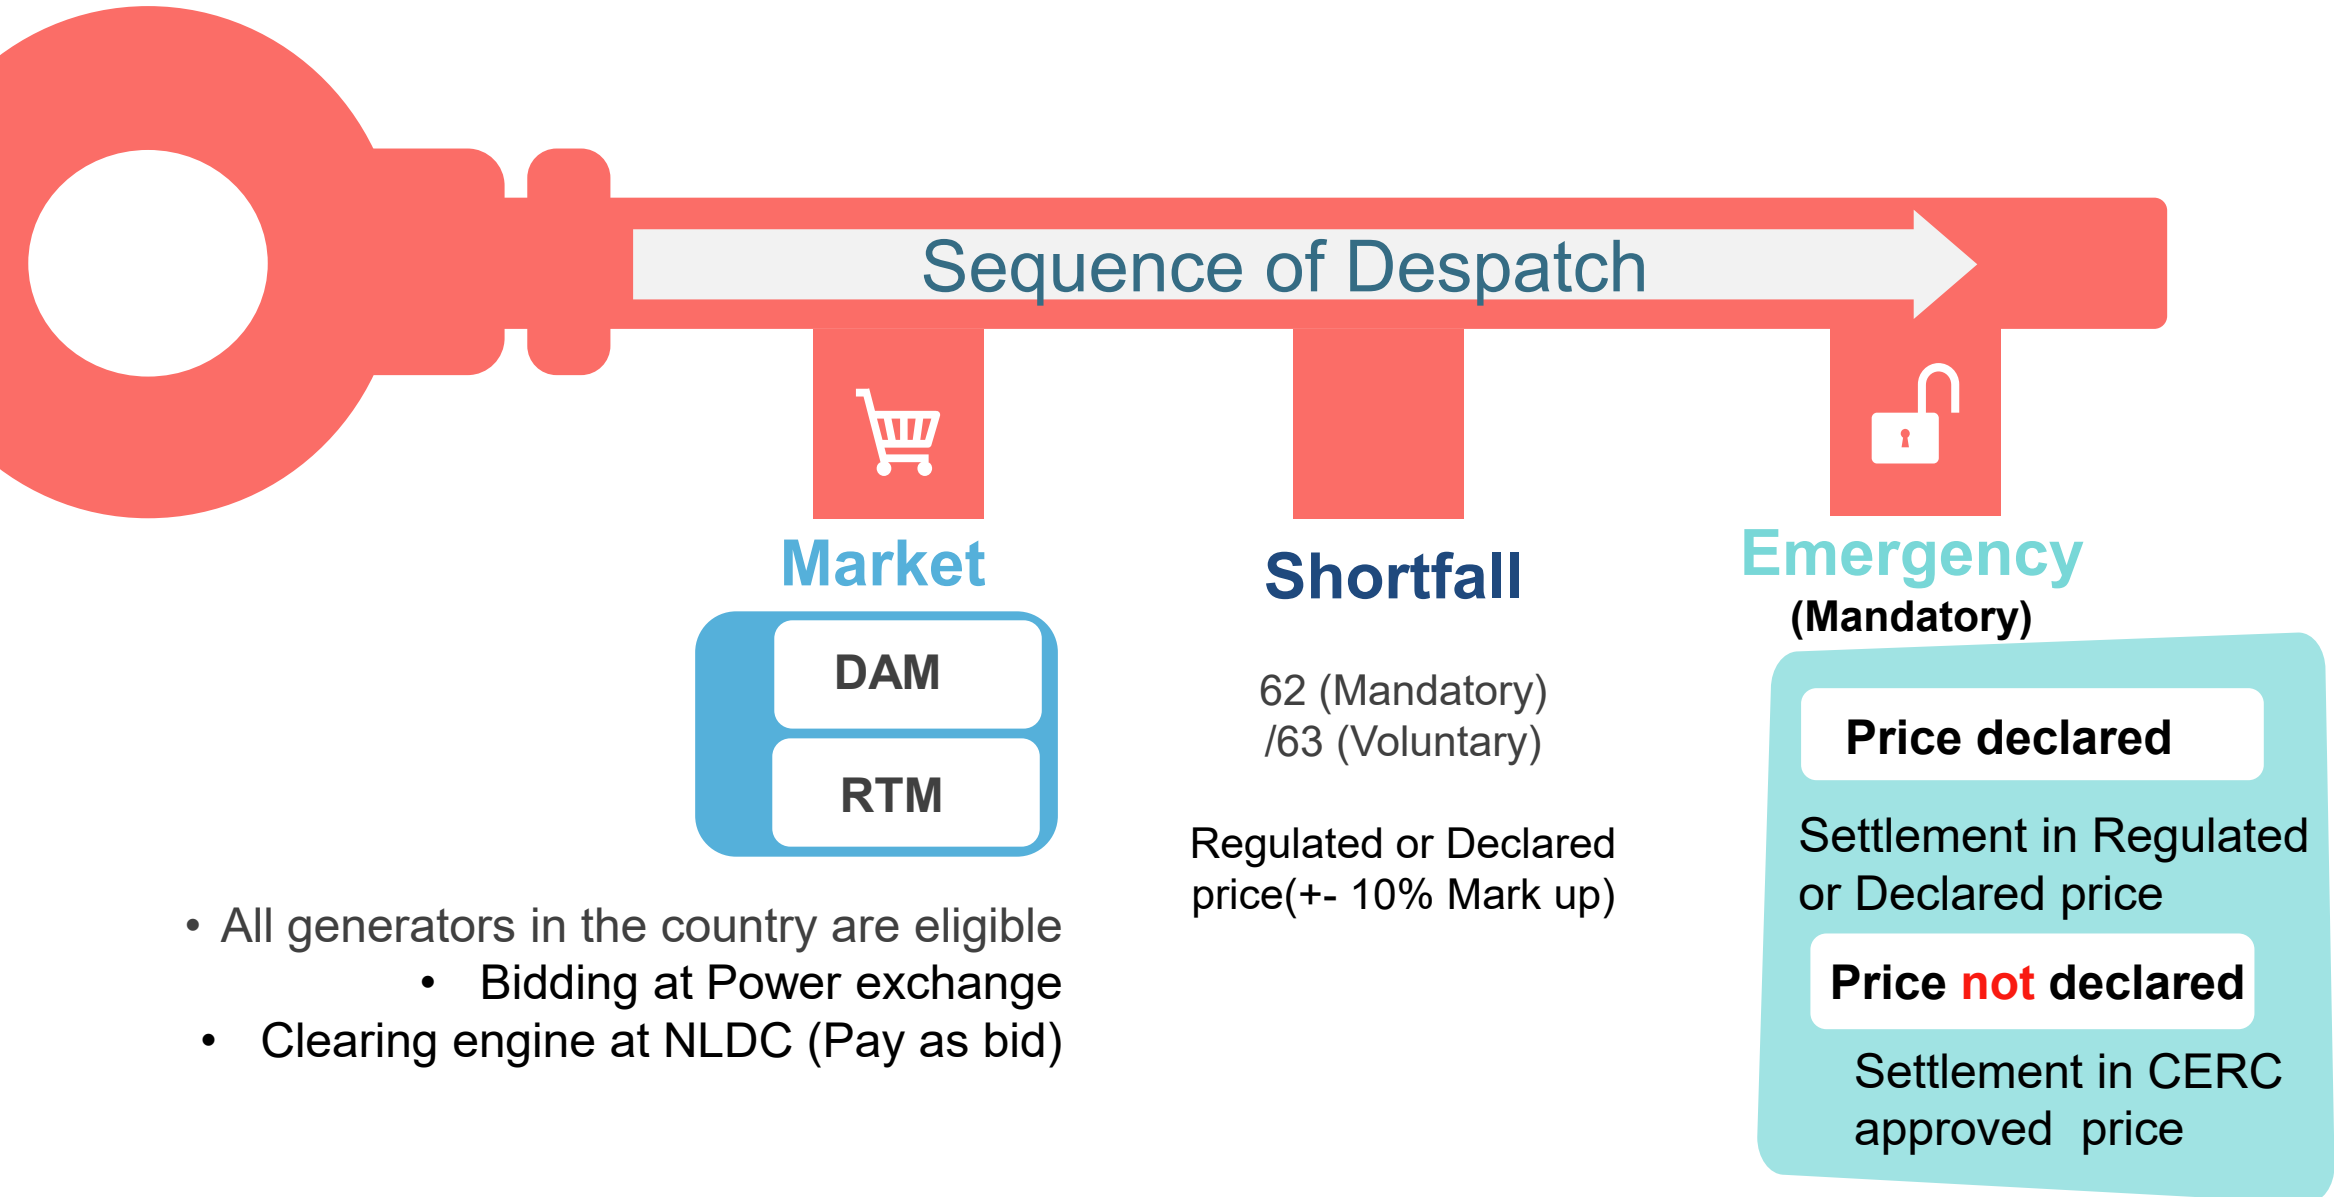 Sequence of Despatch
Market
DAM
RTM
• All generators in the country are eligible
• Bidding at Power exchange
• Clearing engine at NLDC (Pay as bid)
Shortfall
62 (Mandatory)
/63 (Voluntary)
Regulated or Declared
price(+- 10% Mark up)
Emergency
(Mandatory)
Price declared
Settlement in Regulated
or Declared price
Price not declared
Settlement in CERC
approved price